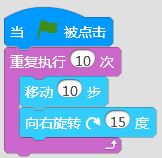 当 被点击
重复执行 10 次
移动 10 步
向右旋转 15 度